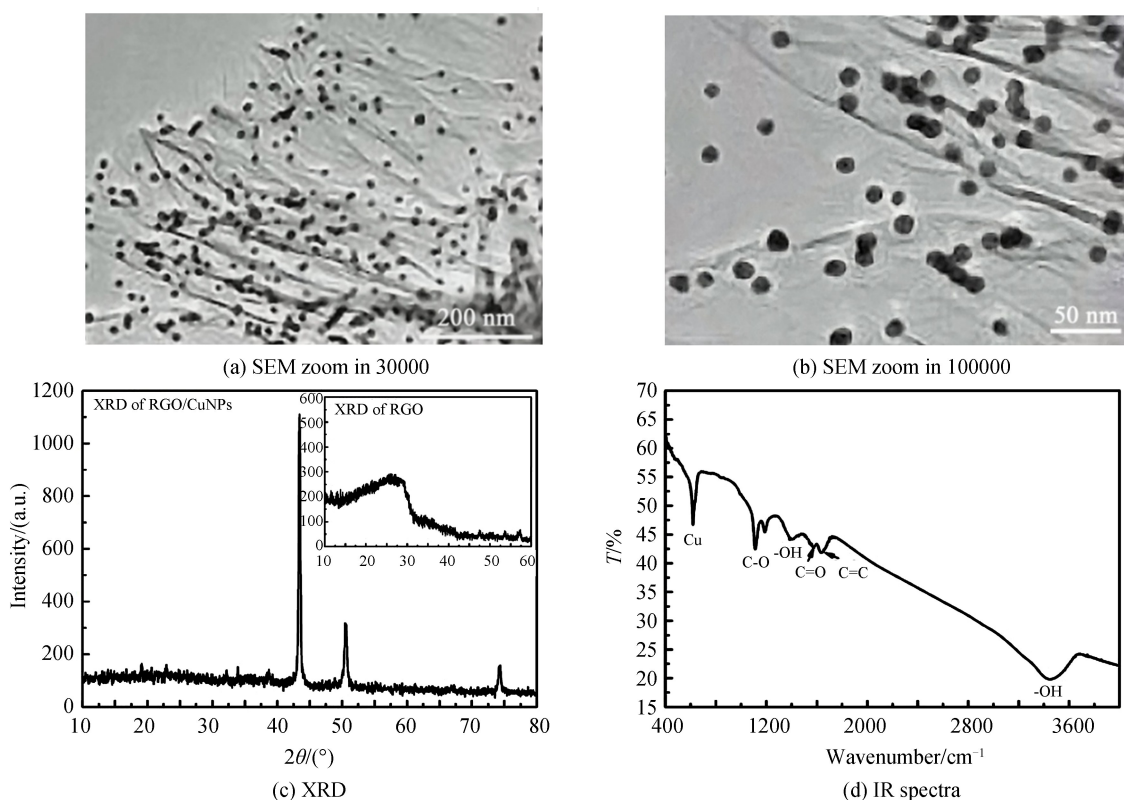 200 nm
50 nm
(a) SEM zoom in 30000
(b) SEM zoom in 100000
XRD of RGO/CuNPs
XRD of RGO
Intensity/(a.u.)
1200
1000
800
600
400
200
0
10 20 30 40 50 60 70 80
2θ/(°)
600
500
400
300
200
100
0
10 20 30 40 50 60
(c) XRD
T/%
70
65
60
55
50
45
40
35
30
25
20
15
Cu
C-O
-OH
C=O
C=C
-OH
400 1200 2000 2800 3600
Wavenumber/cm⁻¹
(d) IR spectra